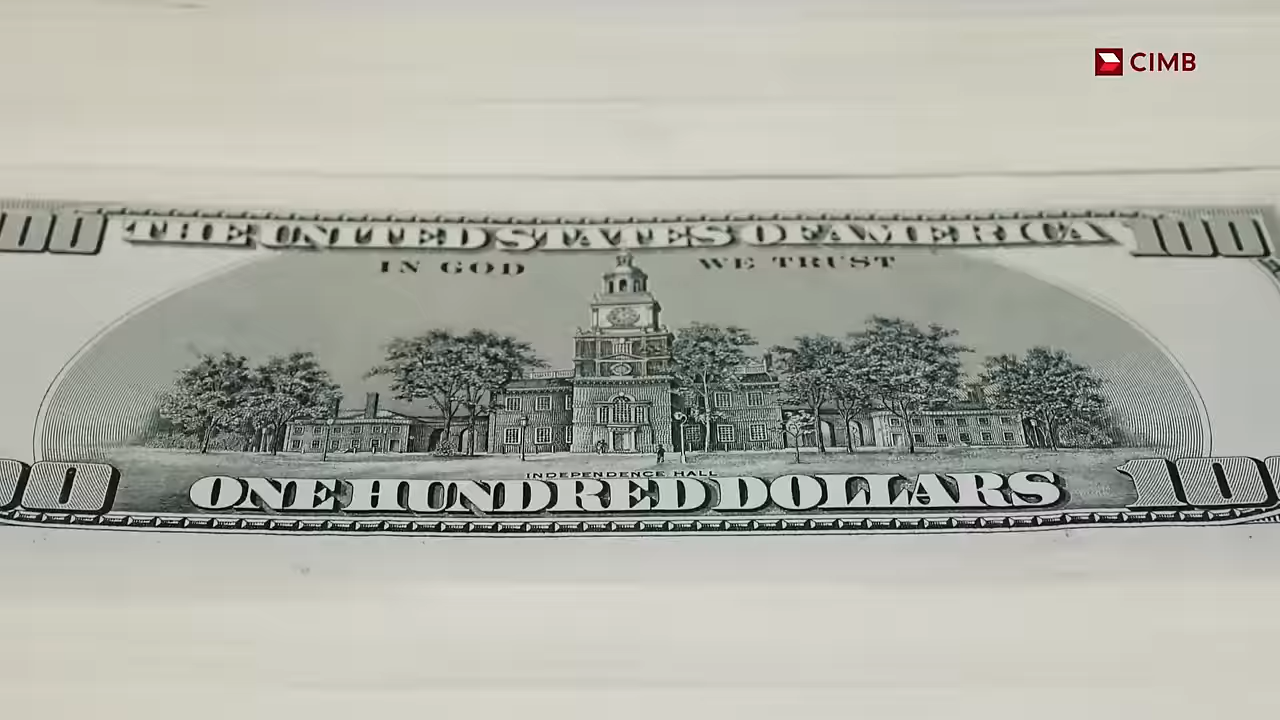 CIMB
100 THE UNITED STATES OF AMERICA 100
IN GOD WE TRUST
INDEPENDENCE HALL
100 ONE HUNDRED DOLLARS 100